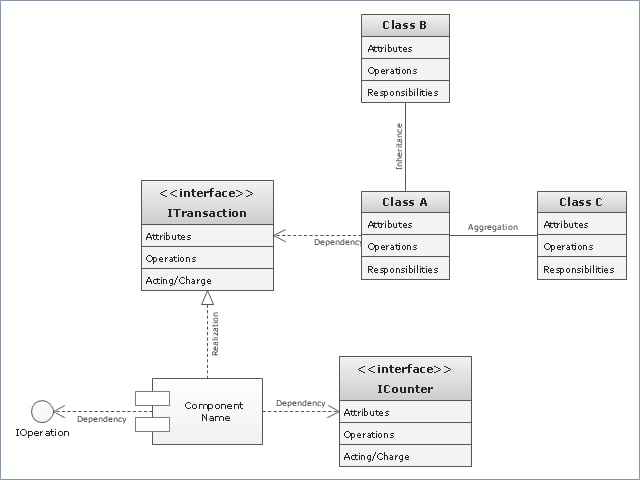 Class B
Attributes
Operations
Responsibilities
Inheritance
<<interface>>
ITransaction
Attributes
Operations
Acting/Charge
Dependency
Class A
Attributes
Operations
Responsibilities
Aggregation
Class C
Attributes
Operations
Responsibilities
Realization
<<interface>>
ICounter
Attributes
Operations
Acting/Charge
Component
Name
Dependency
Dependency
IOperation